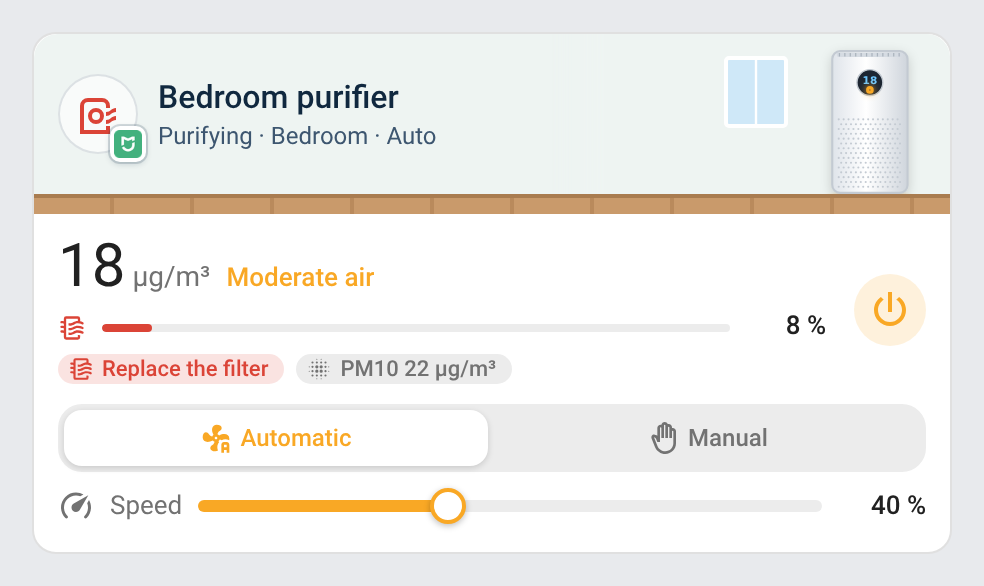 Bedroom purifier
Purifying · Bedroom · Auto
18
18 µg/m³ Moderate air
8 %
Replace the filter PM10 22 µg/m³
Automatic Manual
Speed 40 %